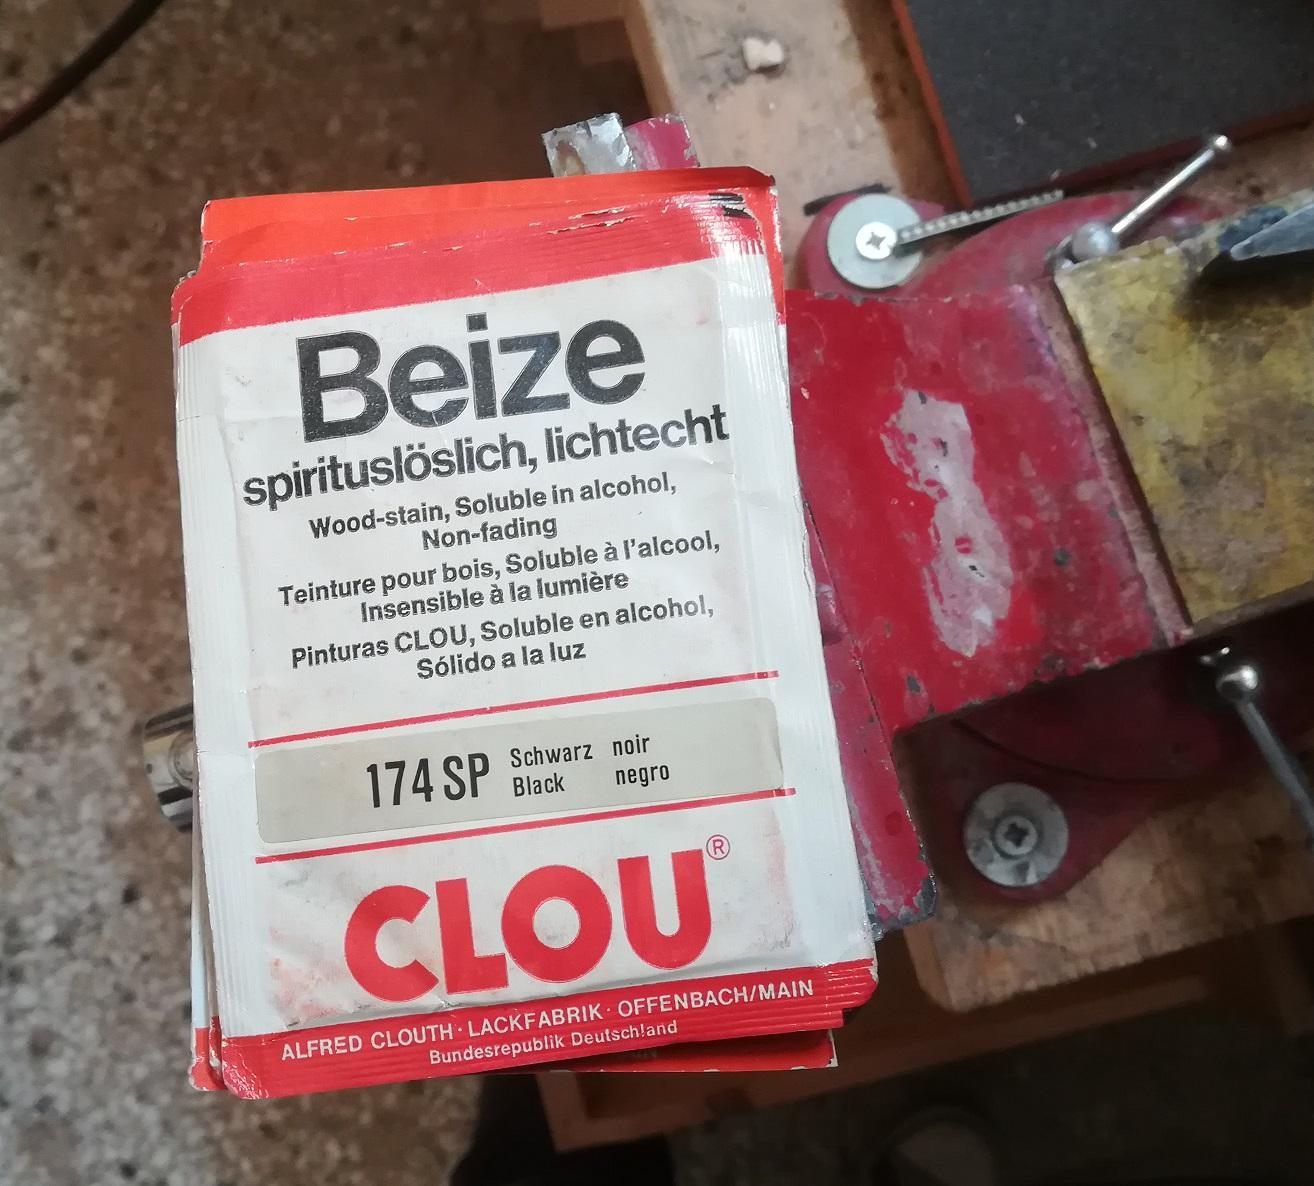 Beize
spirituslöslich, lichtecht
Wood-stain, Soluble in alcohol,
Non-fading
Teinture pour bois, Soluble à l'alcool,
Insensible à la lumière
Pinturas CLOU, Soluble en alcohol,
Sólido a la luz
174 SP Schwarz noir
Black negro
CLOU®
ALFRED CLOUTH · LACKFABRIK · OFFENBACH/MAIN
Bundesrepublik Deutschland